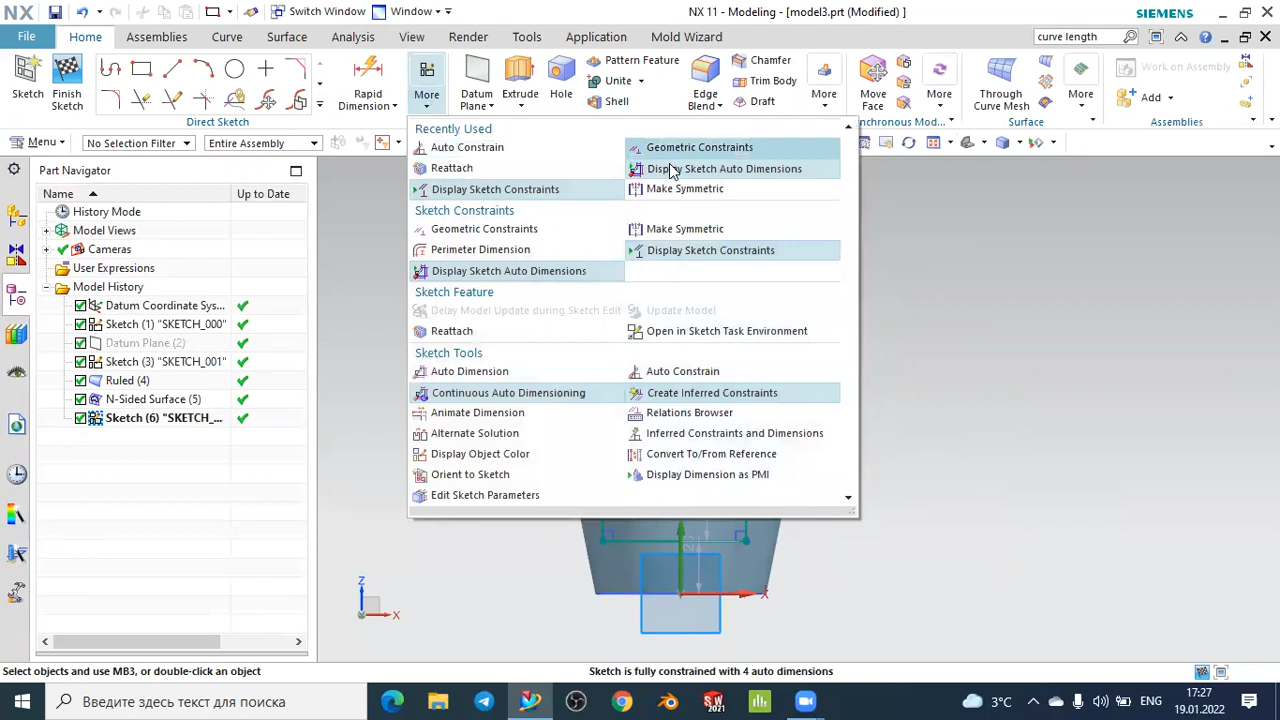 NX
Switch Window
Window
NX 11 - Modeling - [model3.prt (Modified) ]
SIEMENS
File
Home
Assemblies
Curve
Surface
Analysis
View
Render
Tools
Application
Mold Wizard
curve length
Sketch
Finish
Sketch
Direct Sketch
Rapid
Dimension
More
Datum
Plane
Extrude
Hole
Pattern Feature
Unite
Shell
Edge
Blend
Chamfer
Trim Body
Draft
More
Move
Face
More
nchronous Mod...
Through
Curve Mesh
More
Surface
Work on Assembly
Add
Assemblies
Menu
No Selection Filter
Entire Assembly
Part Navigator
Name
History Mode
Model Views
Cameras
User Expressions
Model History
Datum Coordinate Sys...
Sketch (1) "SKETCH_000"
Datum Plane (2)
Sketch (3) "SKETCH_001"
Ruled (4)
N-Sided Surface (5)
Sketch (6) "SKETCH_...
Recently Used
Auto Constrain
Geometric Constraints
Reattach
Display Sketch Auto Dimensions
Display Sketch Constraints
Make Symmetric
Sketch Constraints
Geometric Constraints
Make Symmetric
Perimeter Dimension
Display Sketch Constraints
Display Sketch Auto Dimensions
Sketch Feature
Delay Model Update during Sketch Edit
Update Model
Reattach
Open in Sketch Task Environment
Sketch Tools
Auto Dimension
Auto Constrain
Continuous Auto Dimensioning
Create Inferred Constraints
Animate Dimension
Relations Browser
Alternate Solution
Inferred Constraints and Dimensions
Display Object Color
Convert To/From Reference
Orient to Sketch
Display Dimension as PMI
Edit Sketch Parameters
Z
X
X
Select objects and use MB3, or double-click an object
Sketch is fully constrained with 4 auto dimensions
Введите здесь текст для поиска
SW
2021
3°C
ENG
17:27
19.01.2022